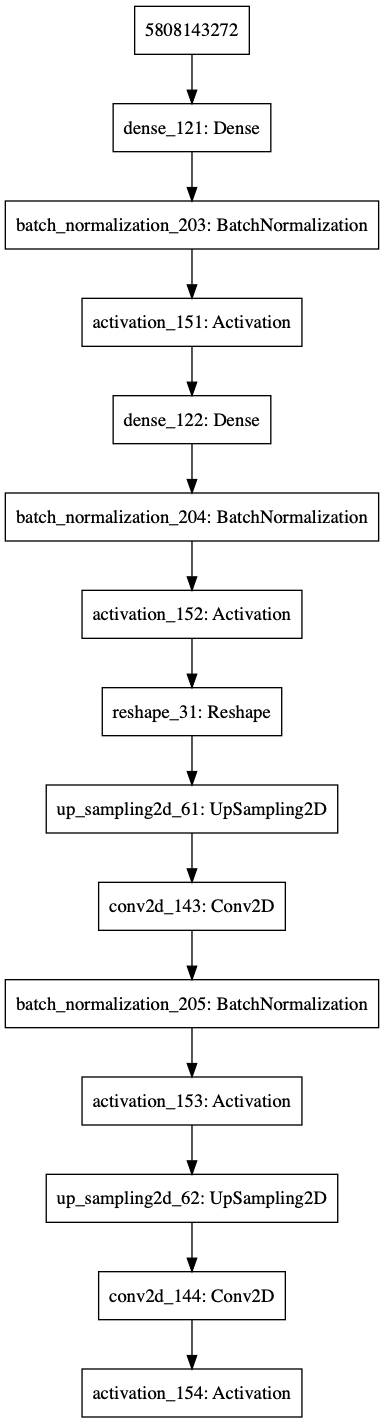 5808143272
dense_121: Dense
batch_normalization_203: BatchNormalization
activation_151: Activation
dense_122: Dense
batch_normalization_204: BatchNormalization
activation_152: Activation
reshape_31: Reshape
up_sampling2d_61: UpSampling2D
conv2d_143: Conv2D
batch_normalization_205: BatchNormalization
activation_153: Activation
up_sampling2d_62: UpSampling2D
conv2d_144: Conv2D
activation_154: Activation